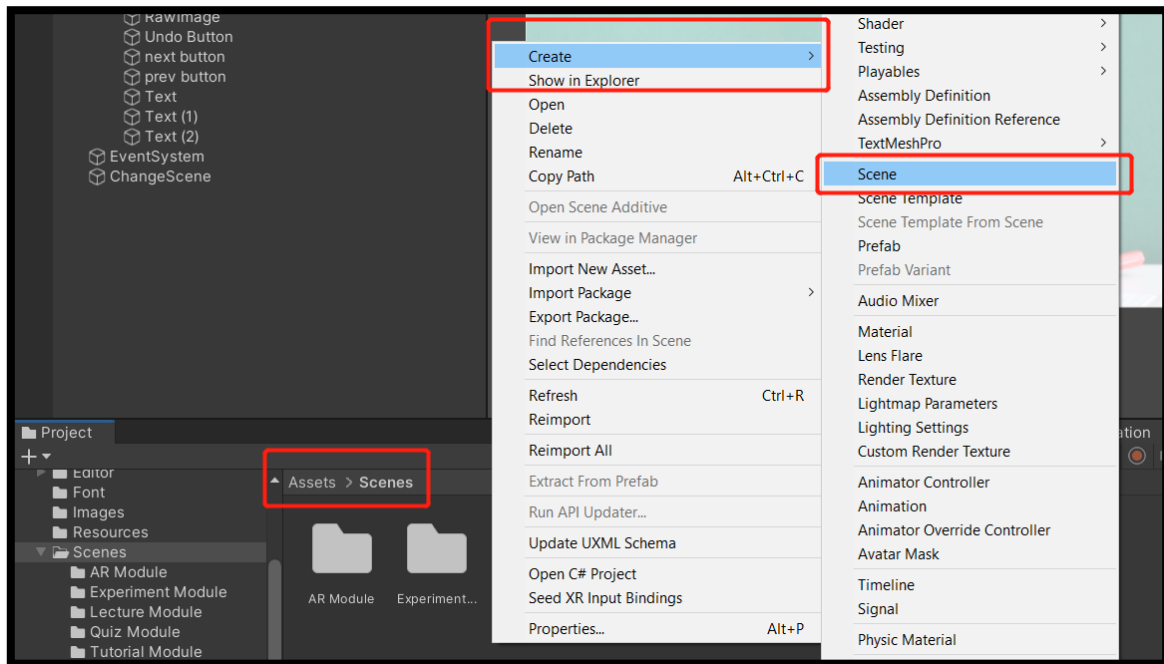 RawImage
Undo Button
next button
prev button
Text
Text (1)
Text (2)
EventSystem
ChangeScene
Create
Show in Explorer
Open
Delete
Rename
Copy Path Alt+Ctrl+C
Open Scene Additive
View in Package Manager
Import New Asset...
Import Package
Export Package...
Find References In Scene
Select Dependencies
Refresh Ctrl+R
Reimport
Reimport All
Extract From Prefab
Run API Updater...
Update UXML Schema
Open C# Project
Seed XR Input Bindings
Properties... Alt+P
Shader
Testing
Playables
Assembly Definition
Assembly Definition Reference
TextMeshPro
Scene
Scene Template
Scene Template From Scene
Prefab
Prefab Variant
Audio Mixer
Material
Lens Flare
Render Texture
Lightmap Parameters
Lighting Settings
Custom Render Texture
Animator Controller
Animation
Animator Override Controller
Avatar Mask
Timeline
Signal
Physic Material
Project
Editor
Font
Images
Resources
Scenes
AR Module
Experiment Module
Lecture Module
Quiz Module
Tutorial Module
Assets > Scenes
AR Module
Experiment...